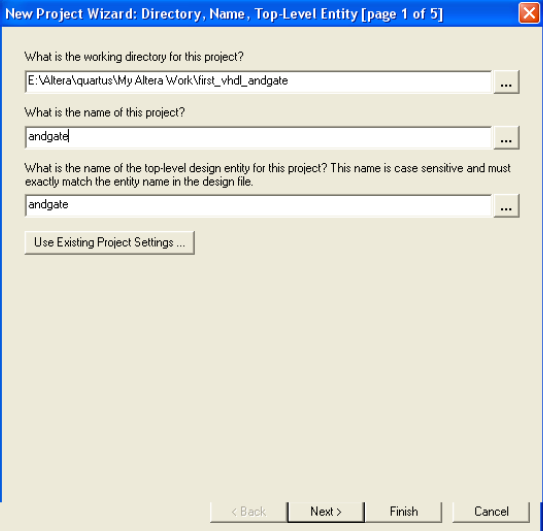 New Project Wizard: Directory, Name, Top-Level Entity [page 1 of 5]
What is the working directory for this project?
E:\Altera\quartus\My Altera Work\first_vhdl_andgate
...
What is the name of this project?
andgate
...
What is the name of the top-level design entity for this project? This name is case sensitive and must
exactly match the entity name in the design file.
andgate
...
Use Existing Project Settings ...
< Back
Next >
Finish
Cancel